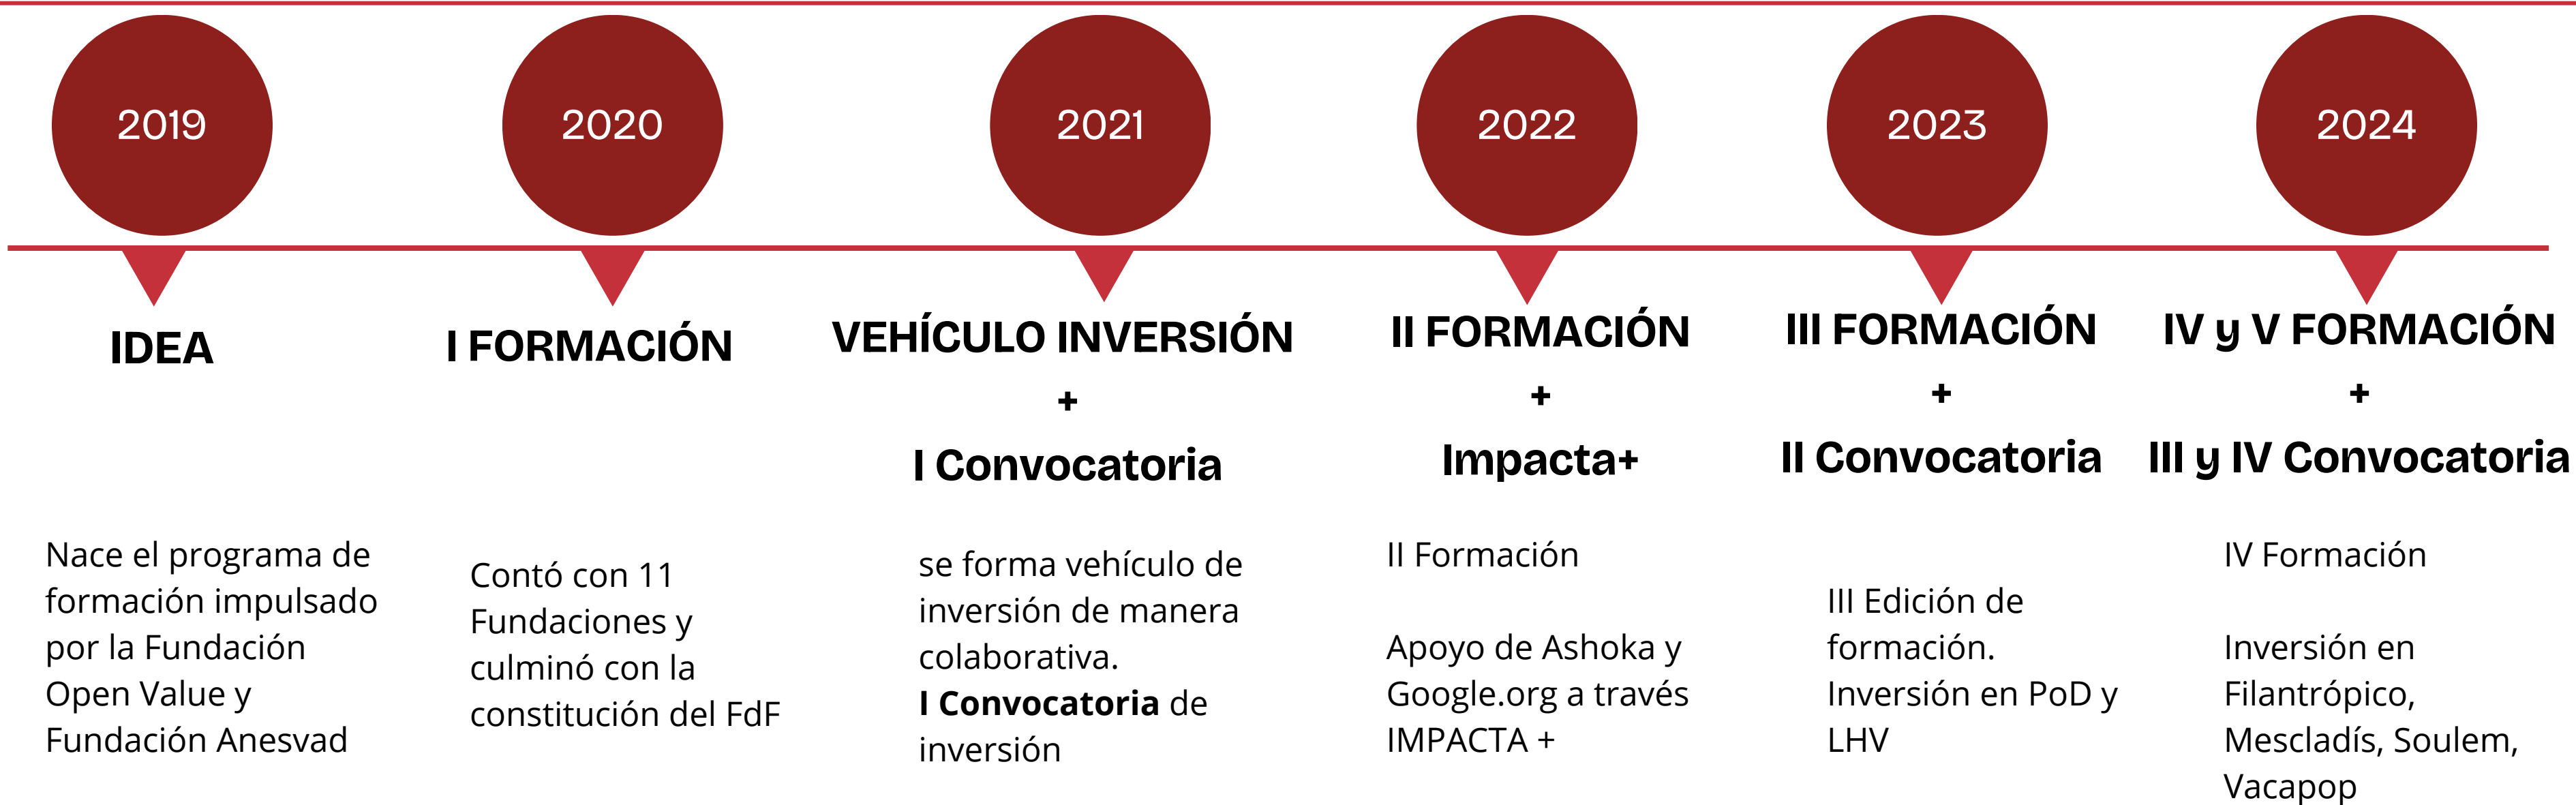 2019
IDEA
Nace el programa de
formación impulsado
por la Fundación
Open Value y
Fundación Anesvad
2020
I FORMACIÓN
Contó con 11
Fundaciones y
culminó con la
constitución del FdF
2021
VEHÍCULO INVERSIÓN
+
I Convocatoria
se forma vehículo de
inversión de manera
colaborativa.
I Convocatoria de
inversión
2022
II FORMACIÓN
+
Impacta+
II Formación
Apoyo de Ashoka y
Google.org a través
IMPACTA +
2023
III FORMACIÓN
+
II Convocatoria
III Edición de
formación.
Inversión en PoD y
LHV
2024
IV y V FORMACIÓN
+
III y IV Convocatoria
IV Formación
Inversión en
Filantrópico,
Mescladís, Soulem,
Vacapop